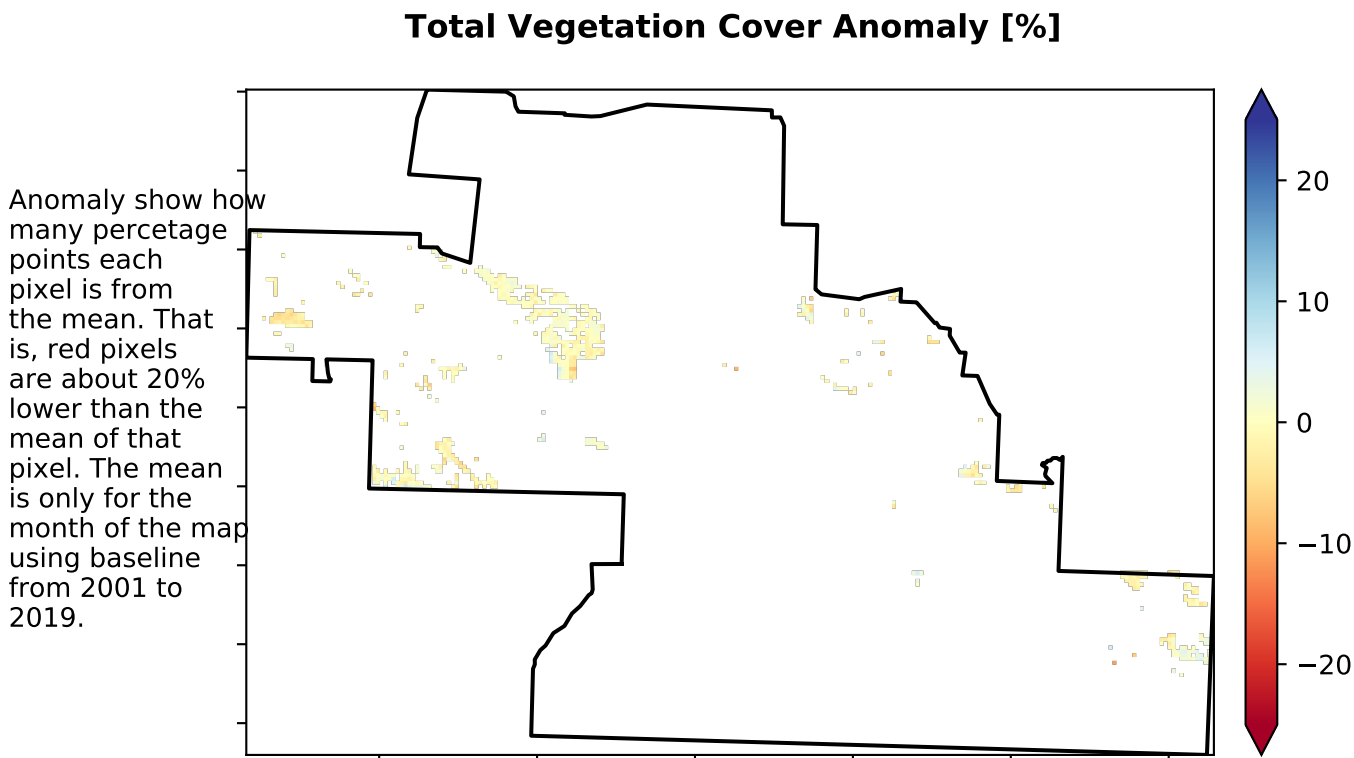 Total Vegetation Cover Anomaly [%]
Anomaly show how
many percetage
points each
pixel is from
the mean. That
is, red pixels
are about 20%
lower than the
mean of that
pixel. The mean
is only for the
month of the map
using baseline
from 2001 to
2019.
20
10
0
−10
−20